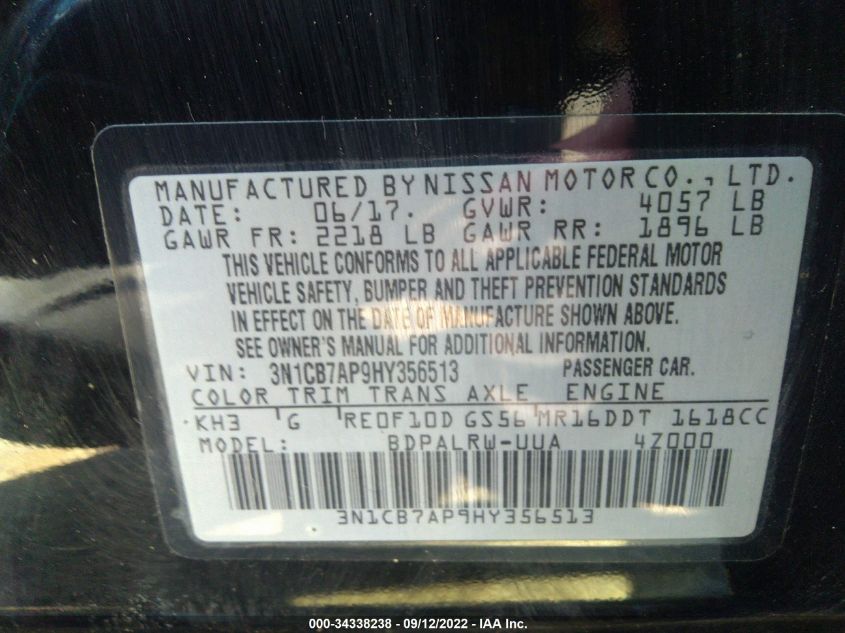 MANUFACTURED BY NISSAN MOTOR CO., LTD.
DATE: 06/17. GVWR: 4057 LB
GAWR FR: 2218 LB GAWR RR: 1896 LB
THIS VEHICLE CONFORMS TO ALL APPLICABLE FEDERAL MOTOR
VEHICLE SAFETY, BUMPER AND THEFT PREVENTION STANDARDS
IN EFFECT ON THE DATE OF MANUFACTURE SHOWN ABOVE.
SEE OWNER'S MANUAL FOR ADDITIONAL INFORMATION.
VIN: 3N1CB7AP9HY356513 PASSENGER CAR.
COLOR TRIM TRANS AXLE ENGINE
KH3 G RE0F10D GS56 MR16DDT 1618CC
MODEL: BDPALRW-UUA 4Z000
3N1CB7AP9HY356513
000-34338238 - 09/12/2022 - IAA Inc.